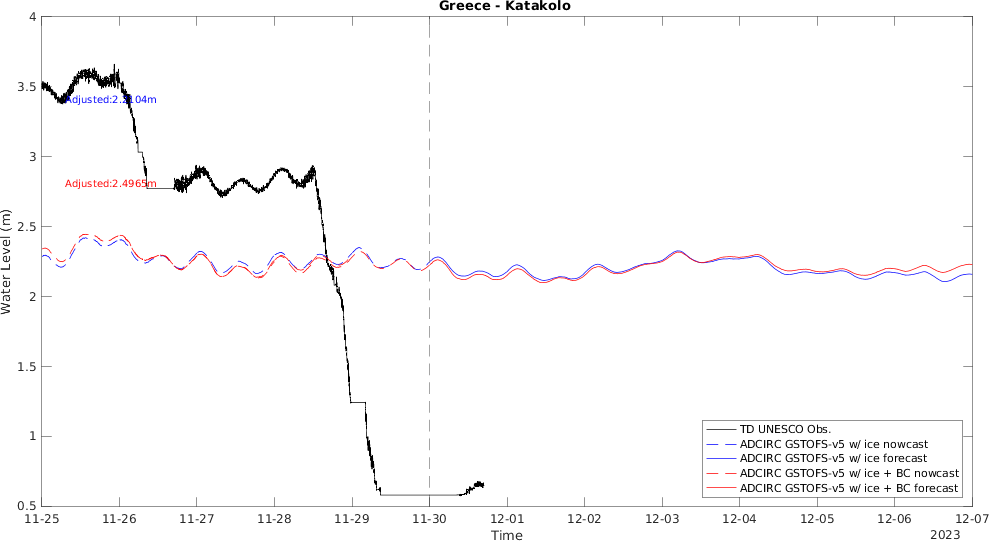 Greece - Katakolo
4
3.5
3
2.5
2
1.5
1
0.5
Water Level (m)
Adjusted:2.2104m
Adjusted:2.4965m
TD UNESCO Obs.
ADCIRC GSTOFS-v5 w/ ice nowcast
ADCIRC GSTOFS-v5 w/ ice forecast
ADCIRC GSTOFS-v5 w/ ice + BC nowcast
ADCIRC GSTOFS-v5 w/ ice + BC forecast
11-25 11-26 11-27 11-28 11-29 11-30 12-01 12-02 12-03 12-04 12-05 12-06 12-07
Time
2023